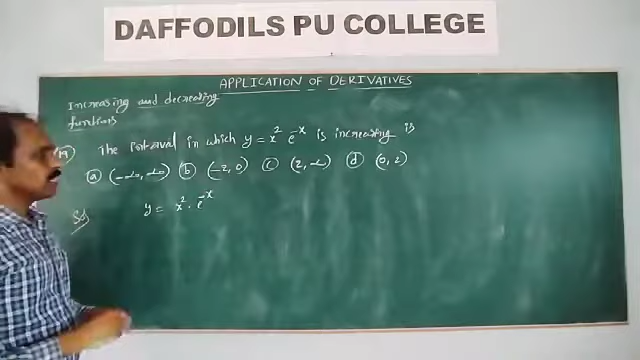 DAFFODILS PU COLLEGE
APPLICATION OF DERIVATIVES
Increasing and decreasing
functions
19) The interval in which y = x² e⁻ˣ is increasing is
ⓐ (-∞, ∞) ⓑ (-2, 0) ⓒ (2, ∞) ⓓ (0, 2)
Sol
y = x² · e⁻ˣ